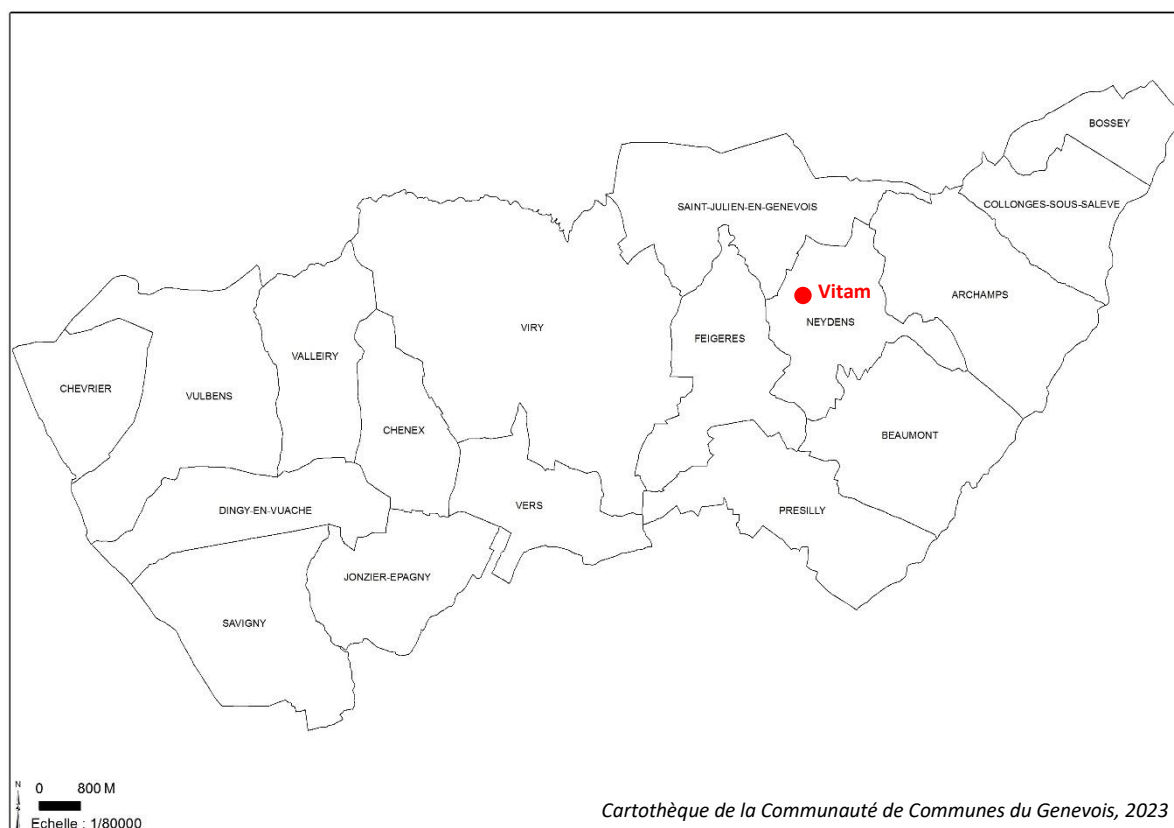 BOSSEY
COLLONGES-SOUS-SALEVE
SAINT-JULIEN-EN-GENEVOIS
ARCHAMPS
Vitam
NEYDENS
VIRY
FEIGERES
VALLEIRY
CHEVRIER
VULBENS
CHENEX
BEAUMONT
VERS
DINGY-EN-VUACHE
PRESILLY
JONZIER-EPAGNY
SAVIGNY
N
0 800 M
Echelle : 1/80000
Cartothèque de la Communauté de Communes du Genevois, 2023